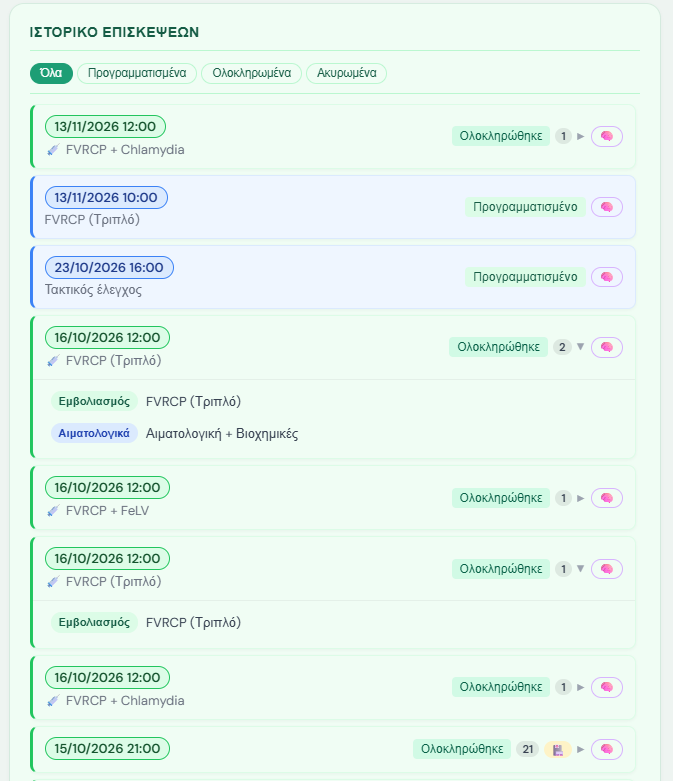 ΙΣΤΟΡΙΚΟ ΕΠΙΣΚΕΨΕΩΝ
Όλα Προγραμματισμένα Ολοκληρωμένα Ακυρωμένα
13/11/2026 12:00
FVRCP + Chlamydia
Ολοκληρώθηκε 1
13/11/2026 10:00
FVRCP (Τριπλό)
Προγραμματισμένο
23/10/2026 16:00
Τακτικός έλεγχος
Προγραμματισμένο
16/10/2026 12:00
FVRCP (Τριπλό)
Ολοκληρώθηκε 2
Εμβολιασμός FVRCP (Τριπλό)
Αιματολογικά Αιματολογική + Βιοχημικές
16/10/2026 12:00
FVRCP + FeLV
Ολοκληρώθηκε 1
16/10/2026 12:00
FVRCP (Τριπλό)
Ολοκληρώθηκε 1
Εμβολιασμός FVRCP (Τριπλό)
16/10/2026 12:00
FVRCP + Chlamydia
Ολοκληρώθηκε 1
15/10/2026 21:00
Ολοκληρώθηκε 21